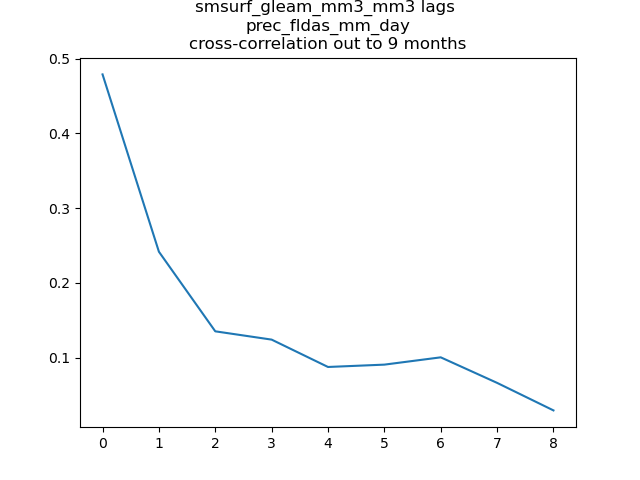 smsurf_gleam_mm3_mm3 lags
prec_fldas_mm_day
cross-correlation out to 9 months
0.5
0.4
0.3
0.2
0.1
0 1 2 3 4 5 6 7 8